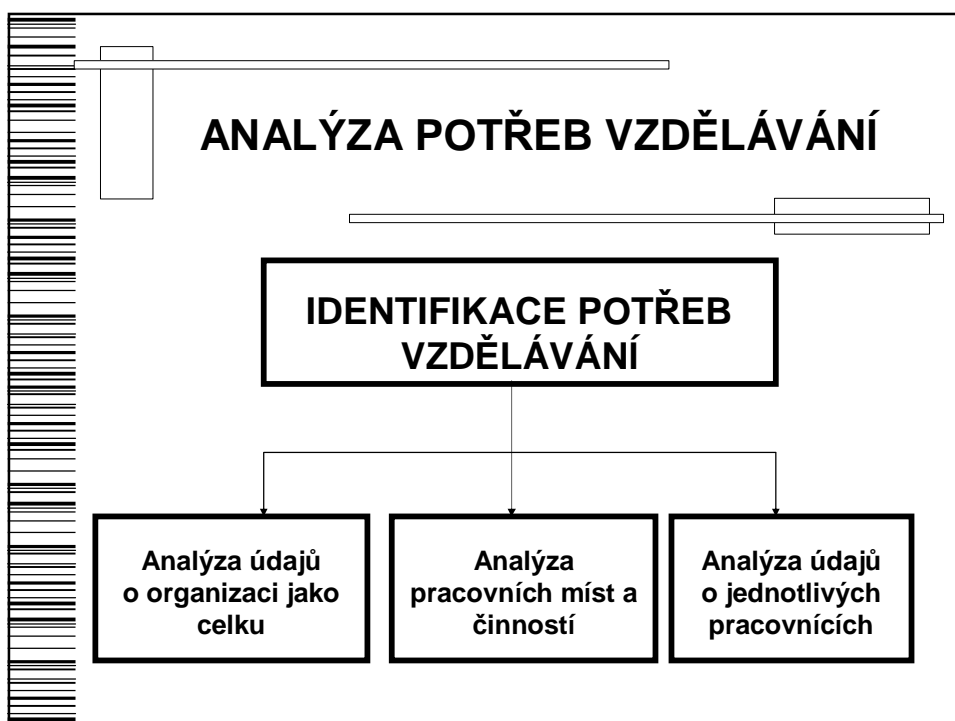 ANALÝZA POTŘEB VZDĚLÁVÁNÍ
IDENTIFIKACE POTŘEB
VZDĚLÁVÁNÍ
Analýza údajů
o organizaci jako
celku
Analýza
pracovních míst a
činností
Analýza údajů
o jednotlivých
pracovnících